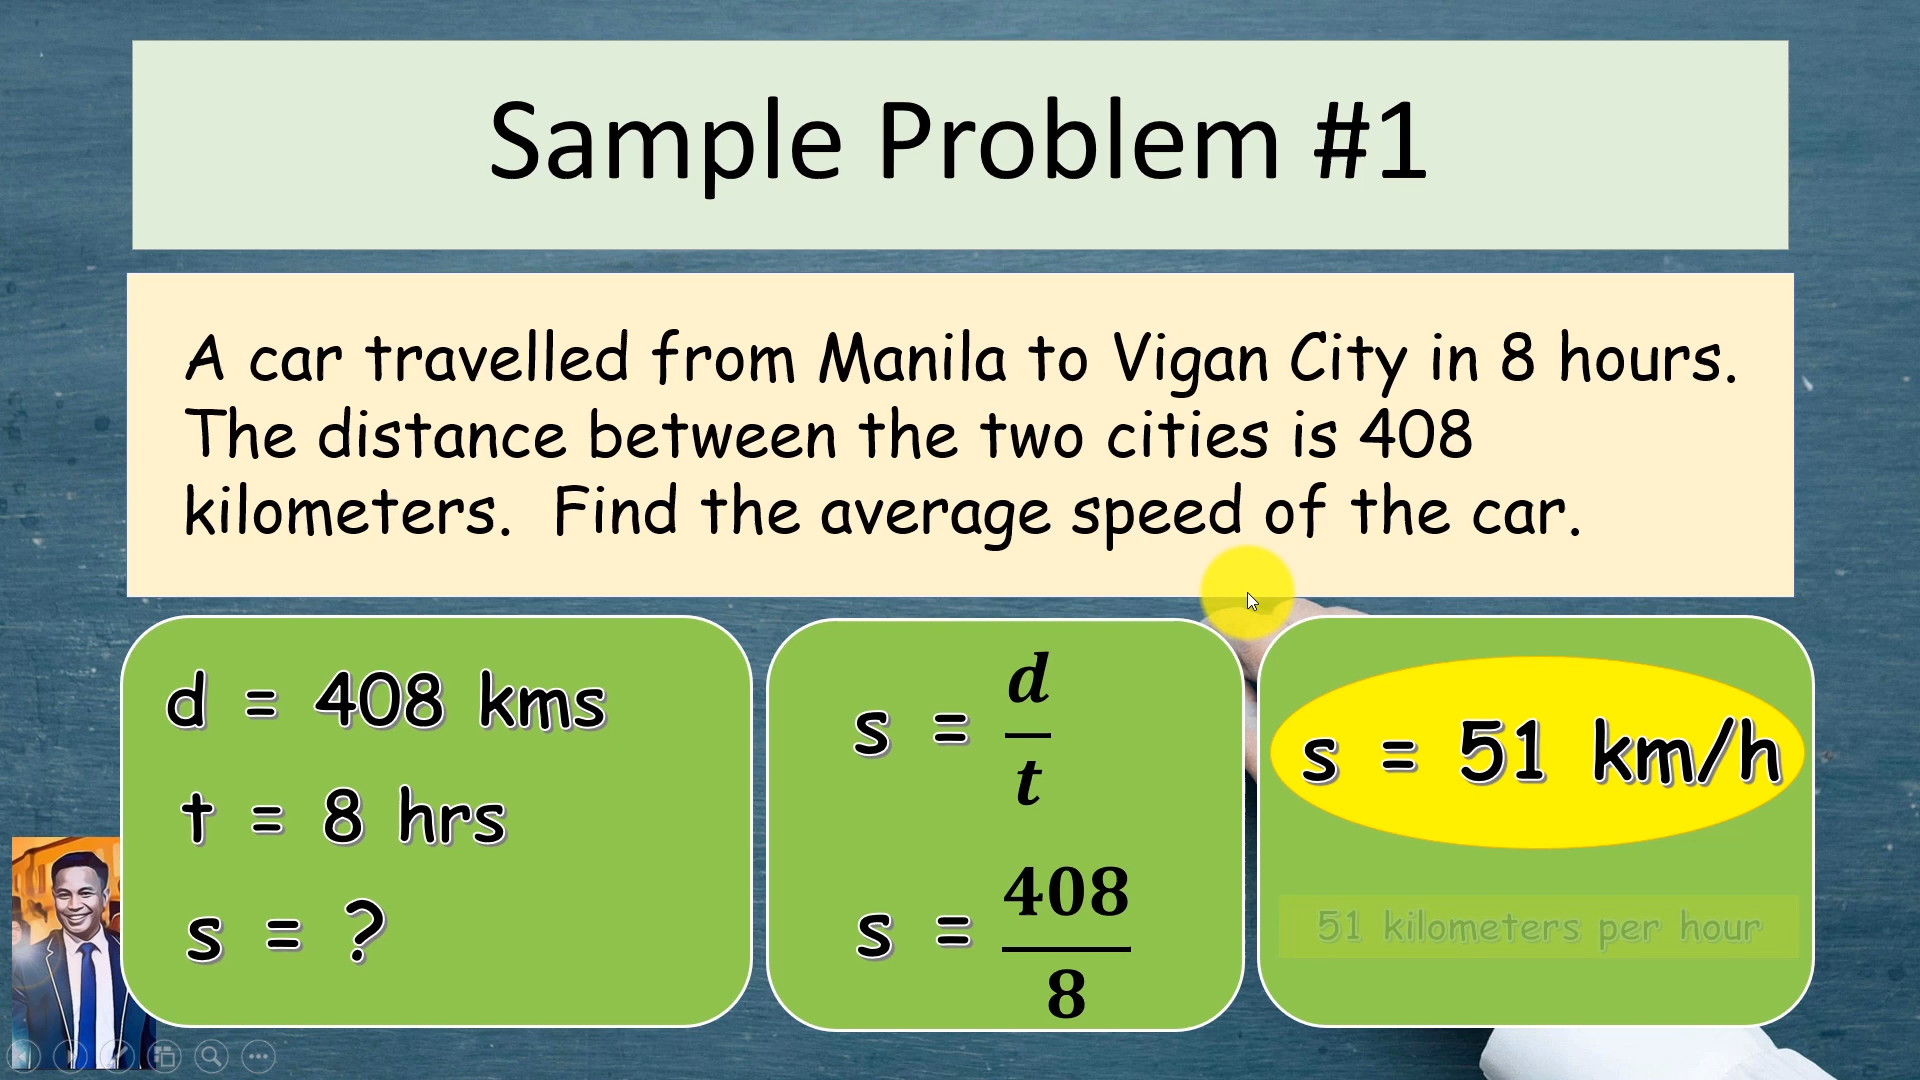 Sample Problem #1
A car travelled from Manila to Vigan City in 8 hours.
The distance between the two cities is 408
kilometers. Find the average speed of the car.
d = 408 kms
t = 8 hrs
s = ?
s = d/t
s = 408/8
s = 51 km/h
51 kilometers per hour